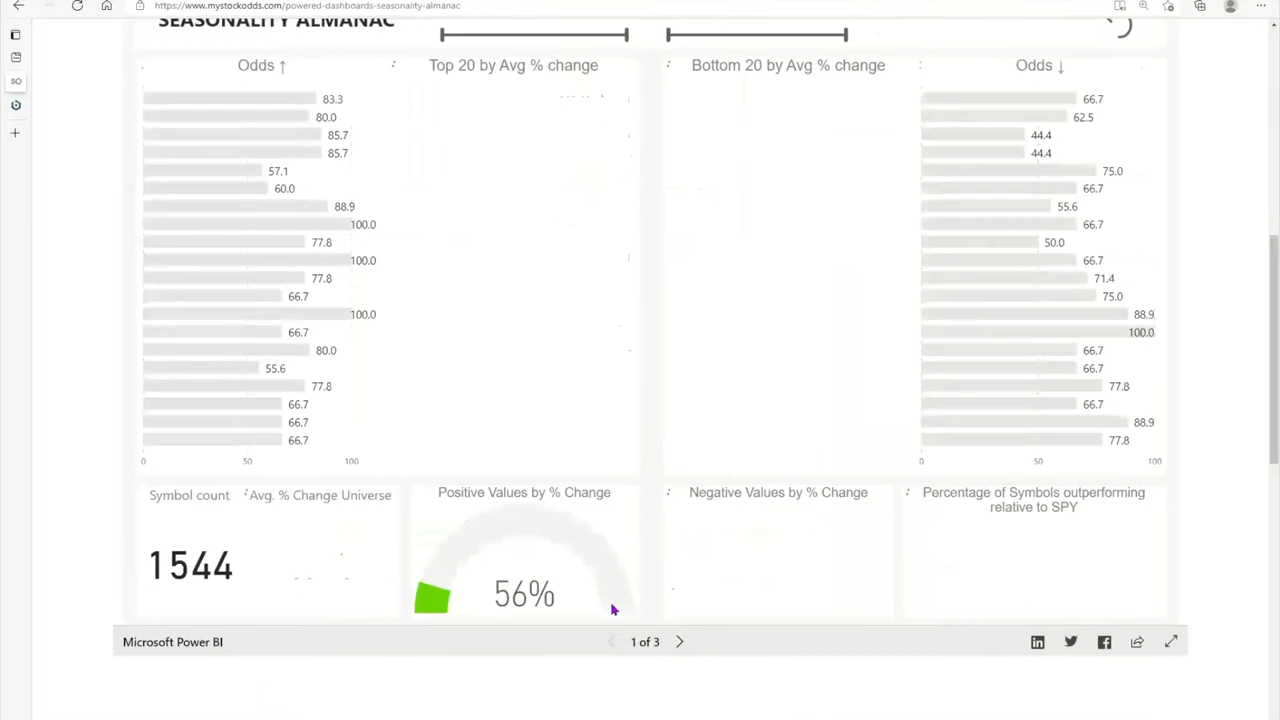 https://www.mystockodds.com/powered-dashboards-seasonality-almanac
SEASONALITY ALMANAC
Odds ↑
Top 20 by Avg % change
Bottom 20 by Avg % change
Odds ↓
83.3
80.0
85.7
85.7
57.1
60.0
88.9
100.0
77.8
100.0
77.8
66.7
100.0
66.7
80.0
55.6
77.8
66.7
66.7
66.7
0 50 100
66.7
62.5
44.4
44.4
75.0
66.7
55.6
66.7
50.0
66.7
71.4
75.0
88.9
100.0
66.7
66.7
77.8
66.7
88.9
77.8
0 50 100
Symbol count
1544
Avg. % Change Universe
Positive Values by % Change
56%
Negative Values by % Change
Percentage of Symbols outperforming
relative to SPY
Microsoft Power BI
1 of 3